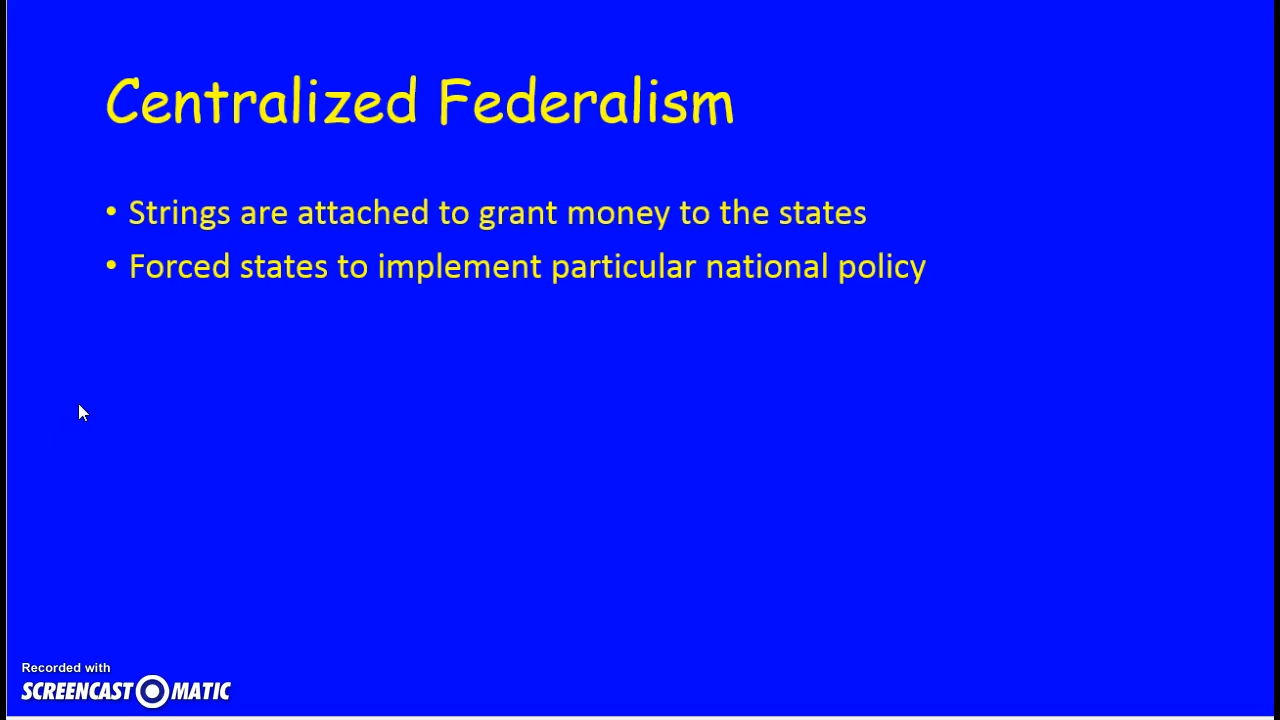 Centralized Federalism
• Strings are attached to grant money to the states
• Forced states to implement particular national policy
Recorded with
SCREENCAST MATIC